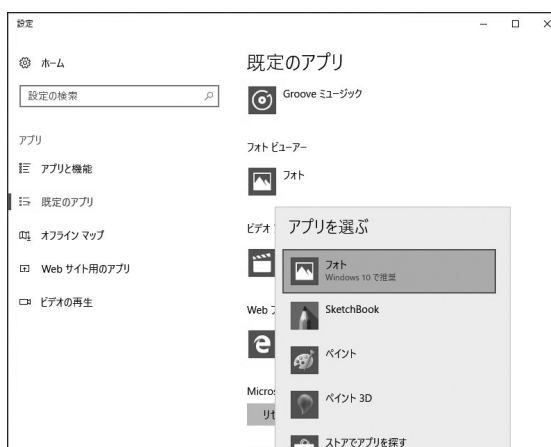 設定
ホーム
設定の検索
アプリ
アプリと機能
既定のアプリ
オフライン マップ
Web サイト用のアプリ
ビデオの再生
既定のアプリ
Groove ミュージック
フォト ビューアー
フォト
ビデオ
Web
Micros
リセ
アプリを選ぶ
フォト
Windows 10 で推奨
SketchBook
ペイント
ペイント 3D
ストアでアプリを探す